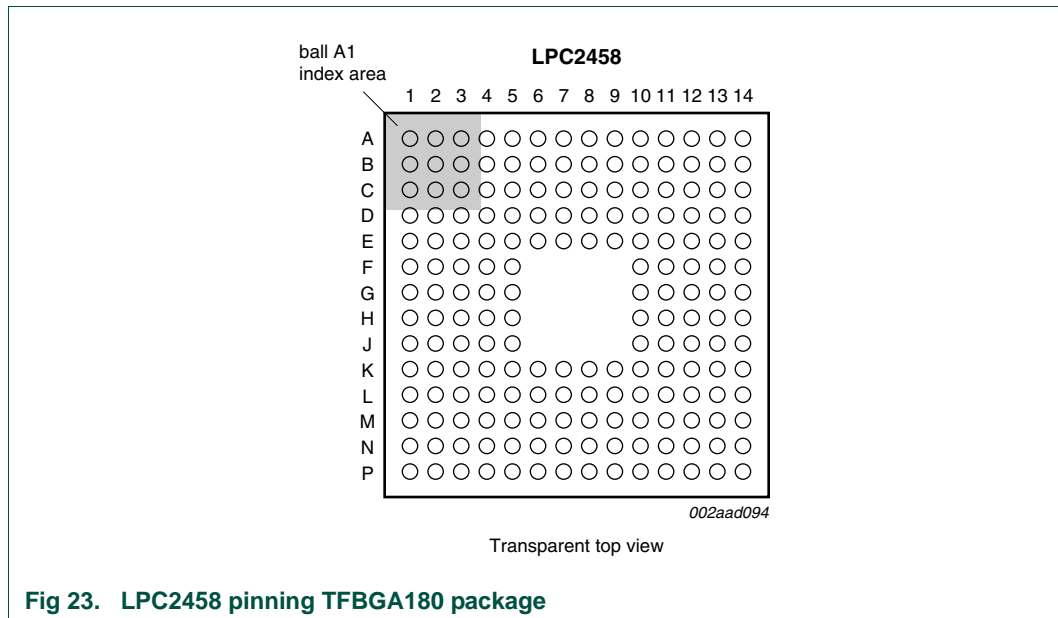 ball A1
index area
LPC2458
1 2 3 4 5 6 7 8 9 10 11 12 13 14
A
B
C
D
E
F
G
H
J
K
L
M
N
P
002aad094
Transparent top view
Fig 23. LPC2458 pinning TFBGA180 package